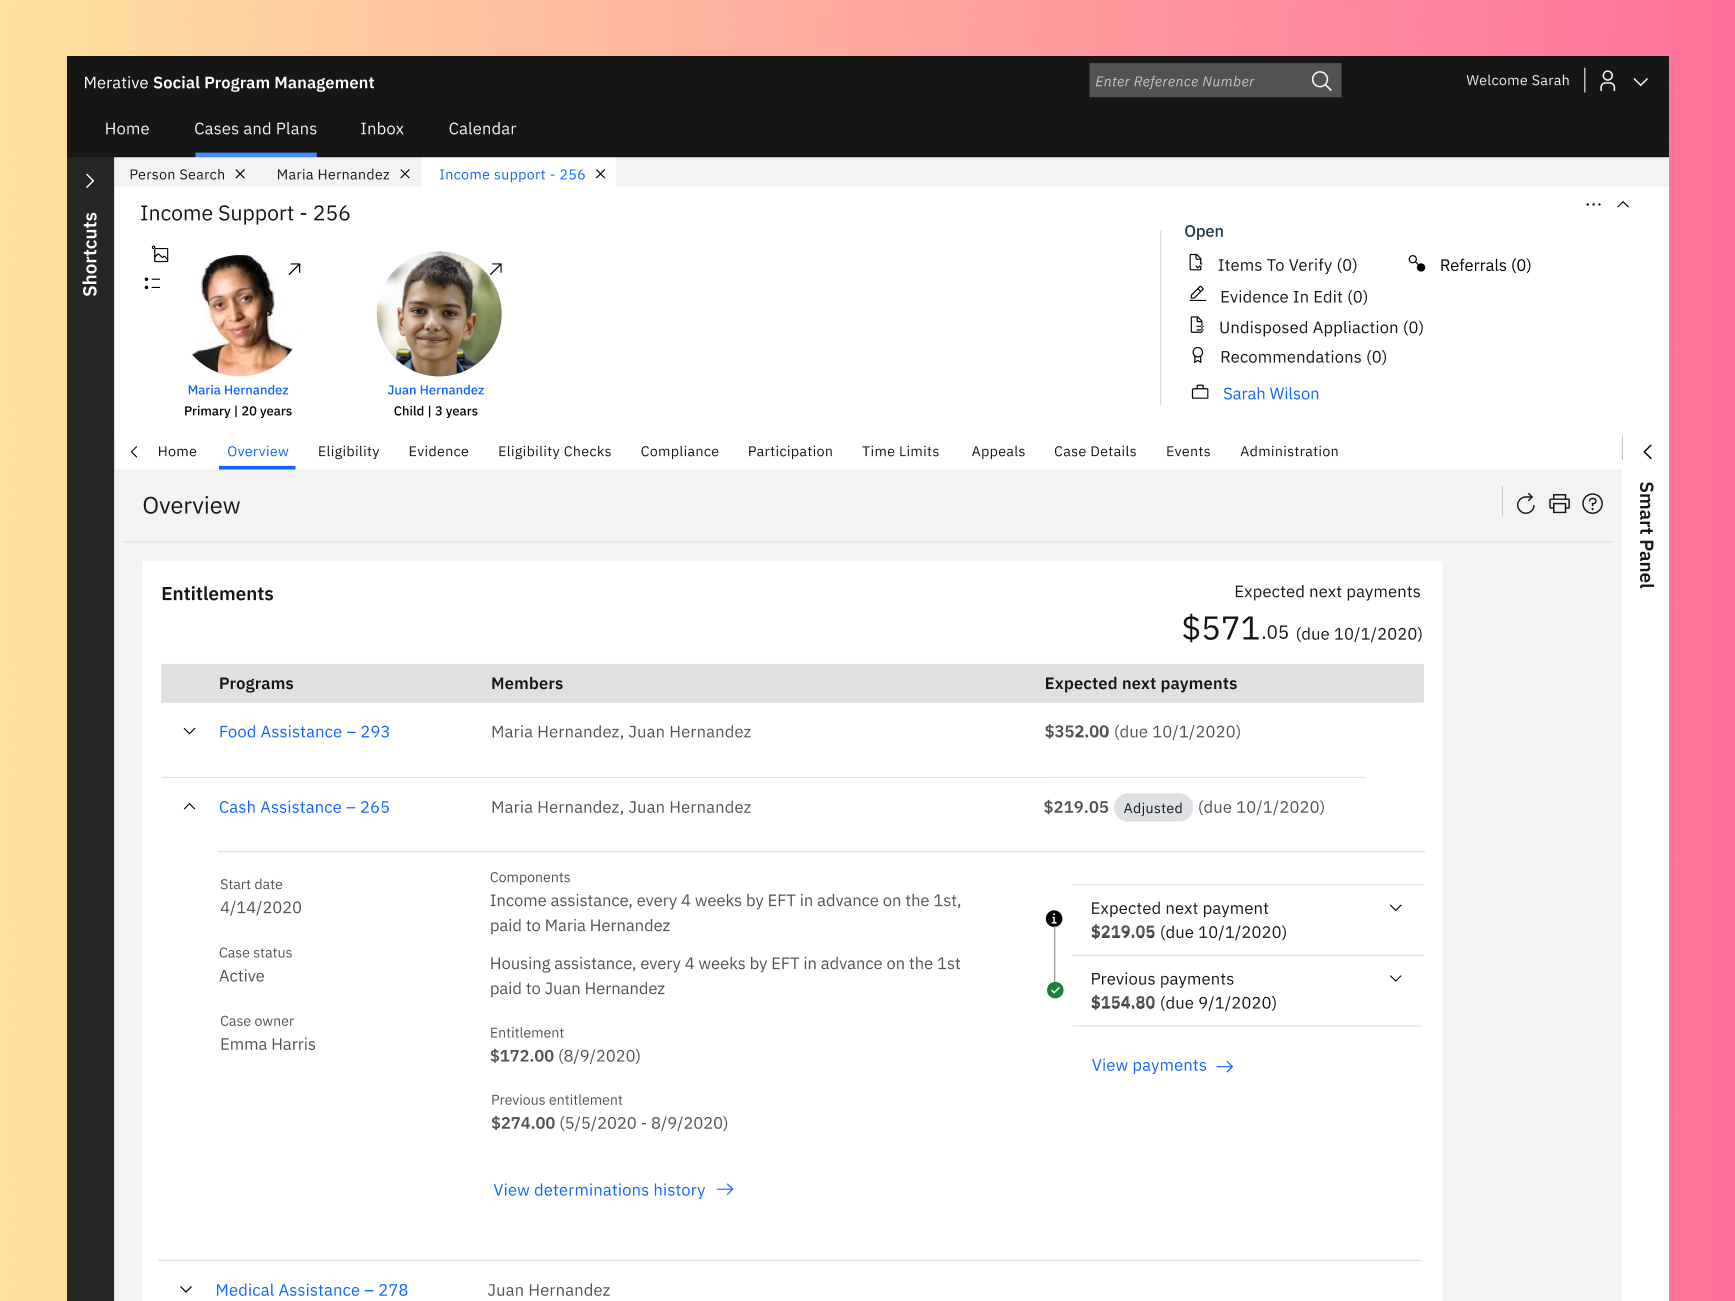 Merative Social Program Management
Enter Reference Number
Welcome Sarah
Home
Cases and Plans
Inbox
Calendar
Shortcuts
Person Search
Maria Hernandez
Income support - 256
Income Support - 256
Maria Hernandez
Primary | 20 years
Juan Hernandez
Child | 3 years
Open
Items To Verify (0)
Referrals (0)
Evidence In Edit (0)
Undisposed Appliaction (0)
Recommendations (0)
Sarah Wilson
Home
Overview
Eligibility
Evidence
Eligibility Checks
Compliance
Participation
Time Limits
Appeals
Case Details
Events
Administration
Smart Panel
Overview
Entitlements
Expected next payments
$571.05 (due 10/1/2020)
Programs
Members
Expected next payments
Food Assistance – 293
Maria Hernandez, Juan Hernandez
$352.00 (due 10/1/2020)
Cash Assistance – 265
Maria Hernandez, Juan Hernandez
$219.05 Adjusted (due 10/1/2020)
Start date
4/14/2020
Case status
Active
Case owner
Emma Harris
Components
Income assistance, every 4 weeks by EFT in advance on the 1st,
paid to Maria Hernandez
Housing assistance, every 4 weeks by EFT in advance on the 1st
paid to Juan Hernandez
Entitlement
$172.00 (8/9/2020)
Previous entitlement
$274.00 (5/5/2020 - 8/9/2020)
View determinations history
Expected next payment
$219.05 (due 10/1/2020)
Previous payments
$154.80 (due 9/1/2020)
View payments
Medical Assistance – 278
Juan Hernandez